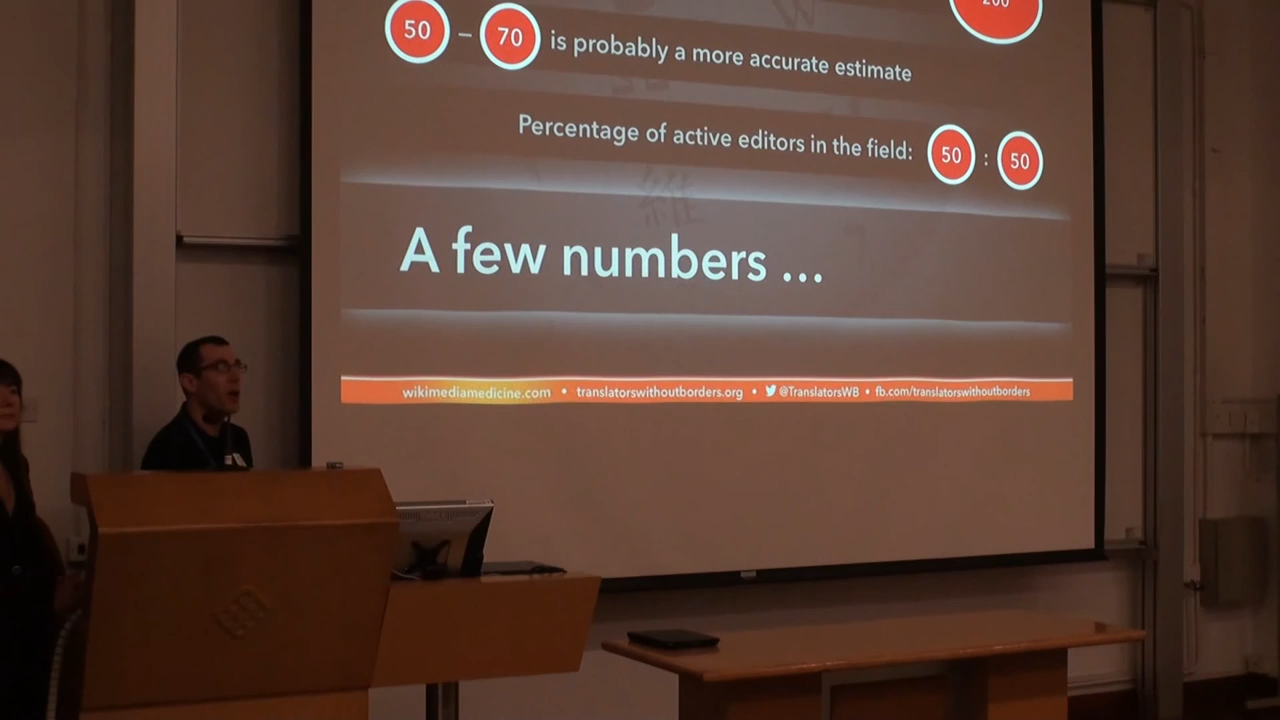 200
50 – 70 is probably a more accurate estimate
Percentage of active editors in the field: 50 : 50
維
A few numbers ...
wikimediamedicine.com • translatorswithoutborders.org • @TranslatorsWB • fb.com/translatorswithoutborders